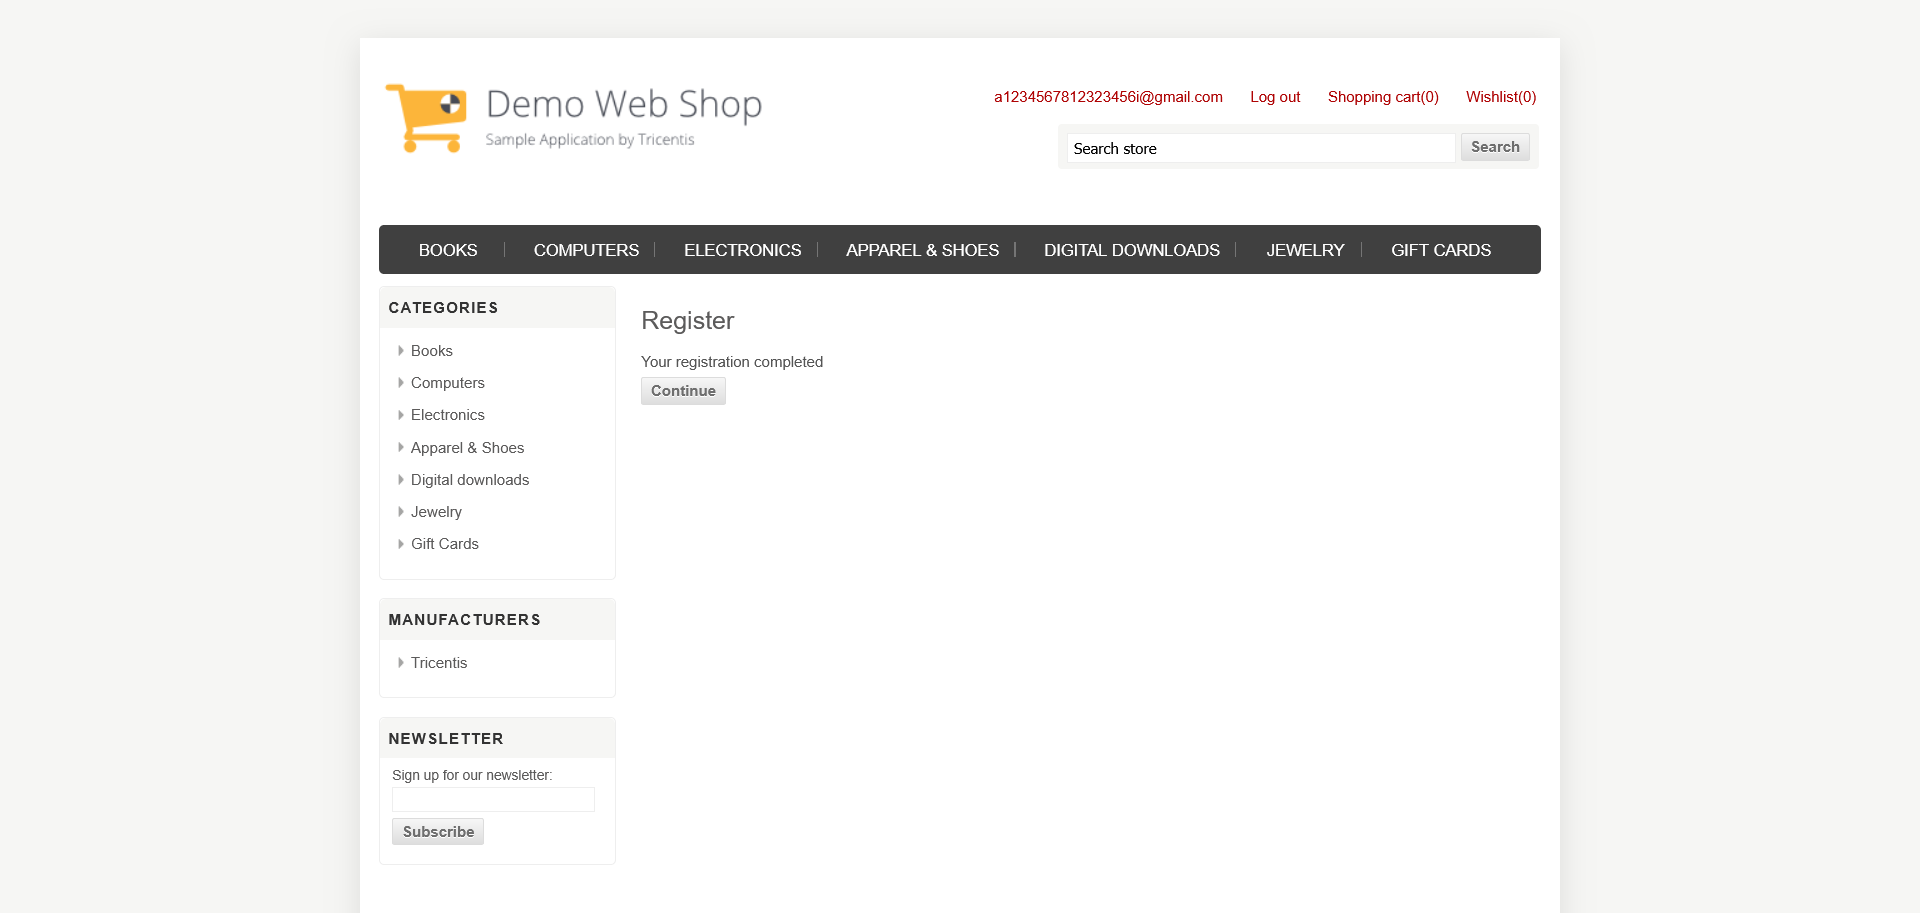 Demo Web Shop
Sample Application by Tricentis
a1234567812323456i@gmail.com Log out Shopping cart(0) Wishlist(0)
Search store Search
BOOKS COMPUTERS ELECTRONICS APPAREL & SHOES DIGITAL DOWNLOADS JEWELRY GIFT CARDS
CATEGORIES
Books
Computers
Electronics
Apparel & Shoes
Digital downloads
Jewelry
Gift Cards
MANUFACTURERS
Tricentis
NEWSLETTER
Sign up for our newsletter:
Subscribe
Register
Your registration completed
Continue